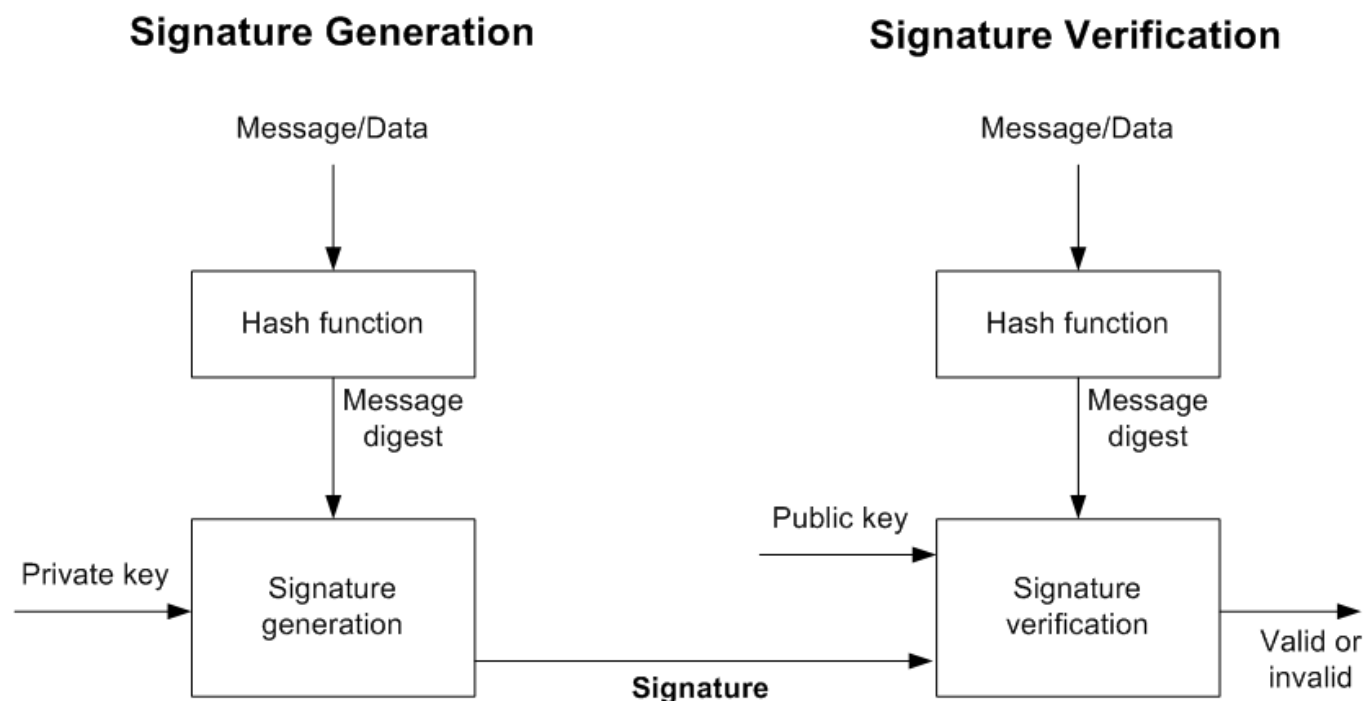 Signature Generation
Message/Data
Hash function
Message
digest
Private key
Signature
generation
Signature
Signature Verification
Message/Data
Hash function
Message
digest
Public key
Signature
verification
Valid or
invalid